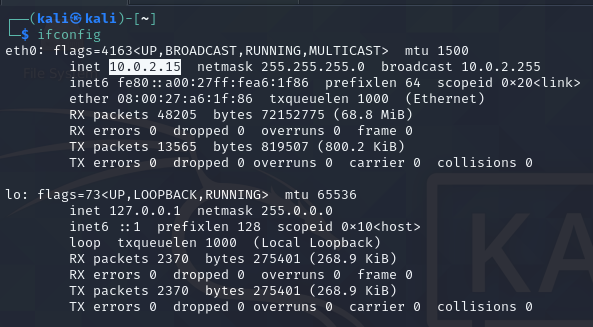 ┌──(kali㉿kali)-[~]
└─$ ifconfig
eth0: flags=4163<UP,BROADCAST,RUNNING,MULTICAST>  mtu 1500
        inet 10.0.2.15  netmask 255.255.255.0  broadcast 10.0.2.255
        inet6 fe80::a00:27ff:fea6:1f86  prefixlen 64  scopeid 0×20<link>
        ether 08:00:27:a6:1f:86  txqueuelen 1000  (Ethernet)
        RX packets 48205  bytes 72152775 (68.8 MiB)
        RX errors 0  dropped 0  overruns 0  frame 0
        TX packets 13565  bytes 819507 (800.2 KiB)
        TX errors 0  dropped 0 overruns 0  carrier 0  collisions 0

lo: flags=73<UP,LOOPBACK,RUNNING>  mtu 65536
        inet 127.0.0.1  netmask 255.0.0.0
        inet6 ::1  prefixlen 128  scopeid 0×10<host>
        loop  txqueuelen 1000  (Local Loopback)
        RX packets 2370  bytes 275401 (268.9 KiB)
        RX errors 0  dropped 0  overruns 0  frame 0
        TX packets 2370  bytes 275401 (268.9 KiB)
        TX errors 0  dropped 0 overruns 0  carrier 0  collisions 0